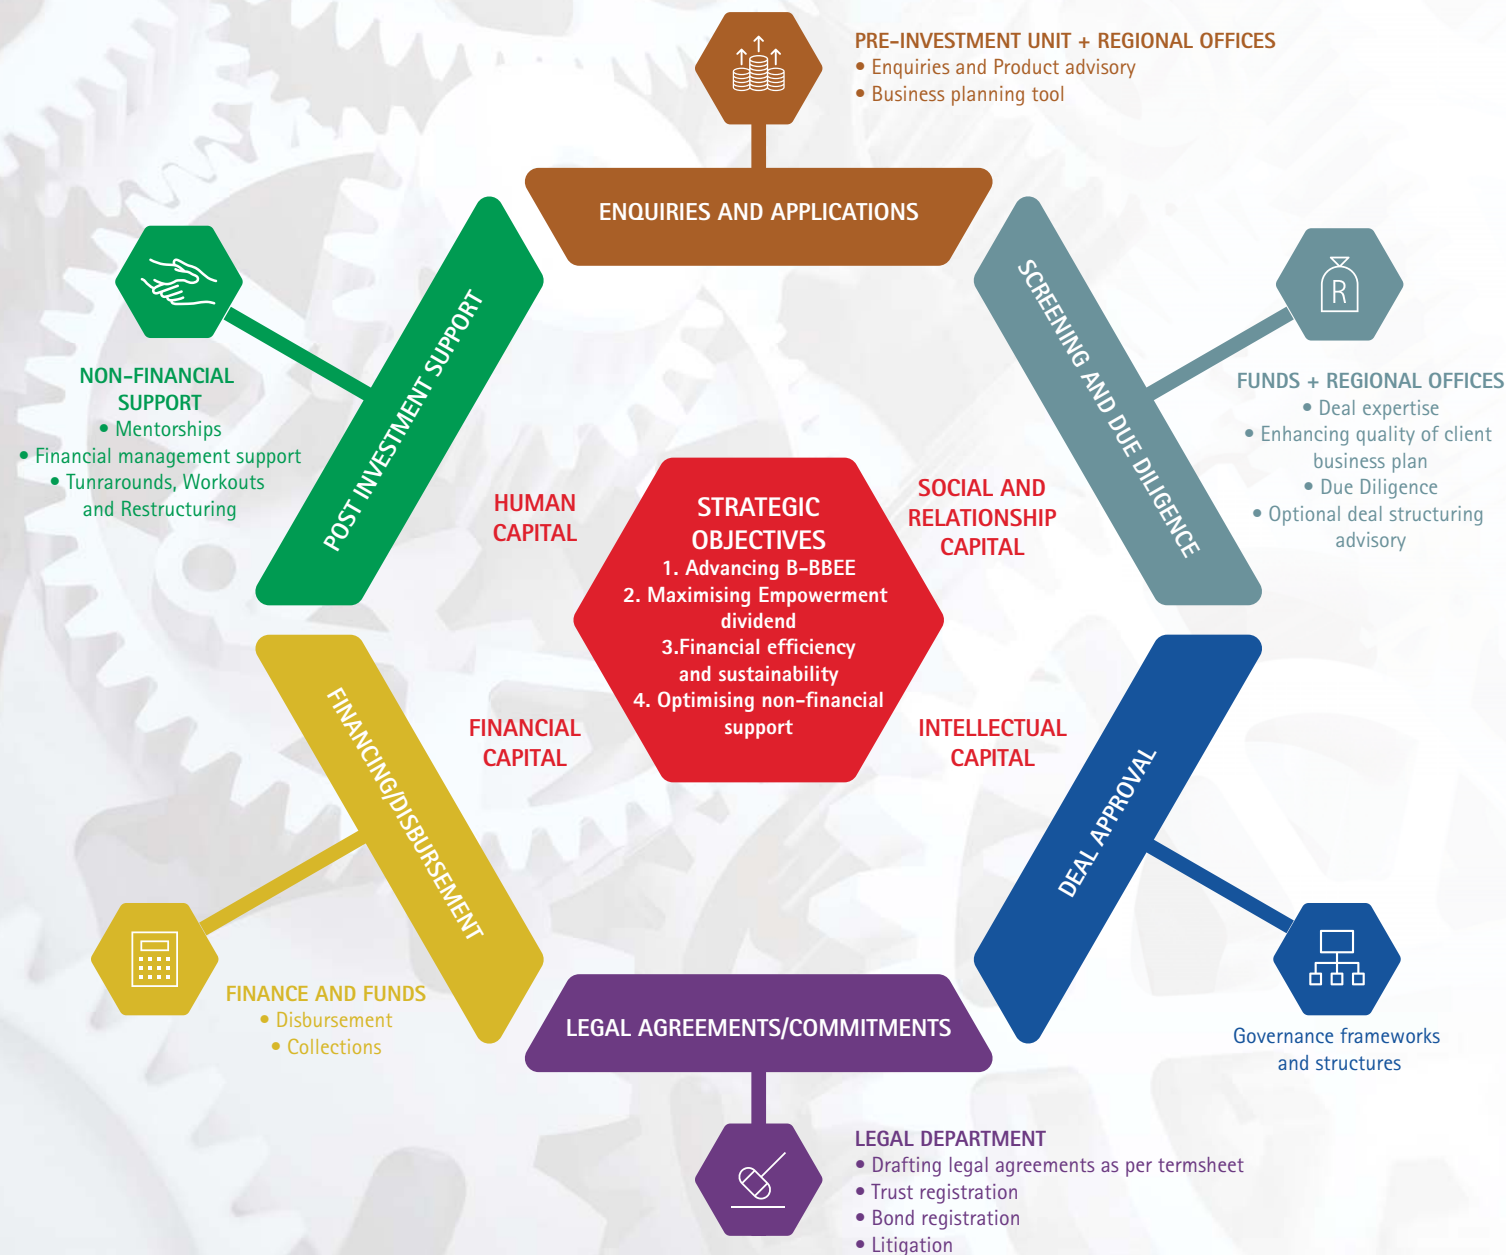 PRE-INVESTMENT UNIT + REGIONAL OFFICES
• Enquiries and Product advisory
• Business planning tool
ENQUIRIES AND APPLICATIONS
SCREENING AND DUE DILIGENCE
R
FUNDS + REGIONAL OFFICES
• Deal expertise
• Enhancing quality of client
business plan
• Due Diligence
• Optional deal structuring
advisory
DEAL APPROVAL
Governance frameworks
and structures
LEGAL AGREEMENTS/COMMITMENTS
LEGAL DEPARTMENT
• Drafting legal agreements as per termsheet
• Trust registration
• Bond registration
• Litigation
FINANCING/DISBURSEMENT
FINANCE AND FUNDS
• Disbursement
• Collections
POST INVESTMENT SUPPORT
NON-FINANCIAL
SUPPORT
• Mentorships
• Financial management support
• Tunrarounds, Workouts
and Restructuring
HUMAN
CAPITAL
SOCIAL AND
RELATIONSHIP
CAPITAL
FINANCIAL
CAPITAL
INTELLECTUAL
CAPITAL
STRATEGIC
OBJECTIVES
1. Advancing B-BBEE
2. Maximising Empowerment
dividend
3.Financial efficiency
and sustainability
4. Optimising non-financial
support